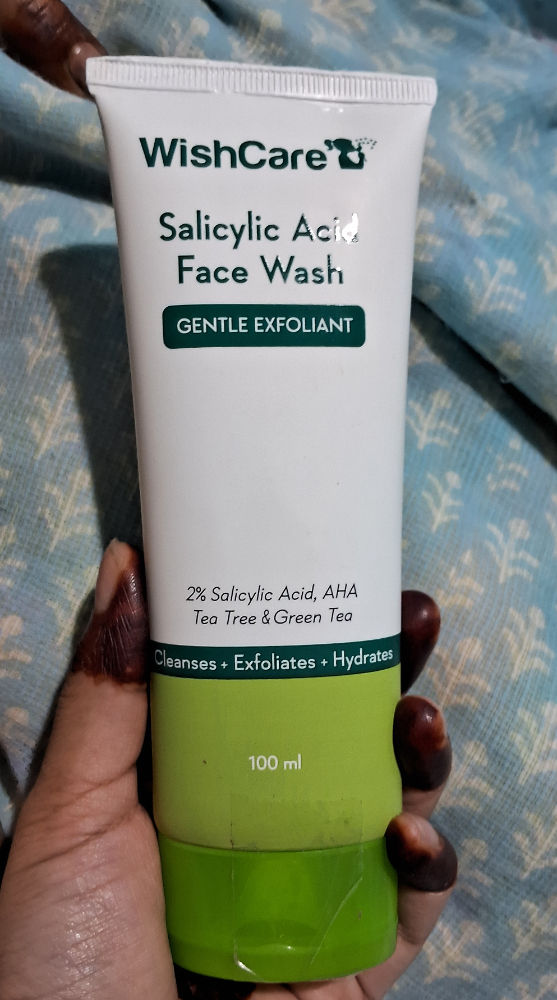 WishCare
Salicylic Acid
Face Wash
GENTLE EXFOLIANT
2% Salicylic Acid, AHA
Tea Tree & Green Tea
Cleanses + Exfoliates + Hydrates
100 ml